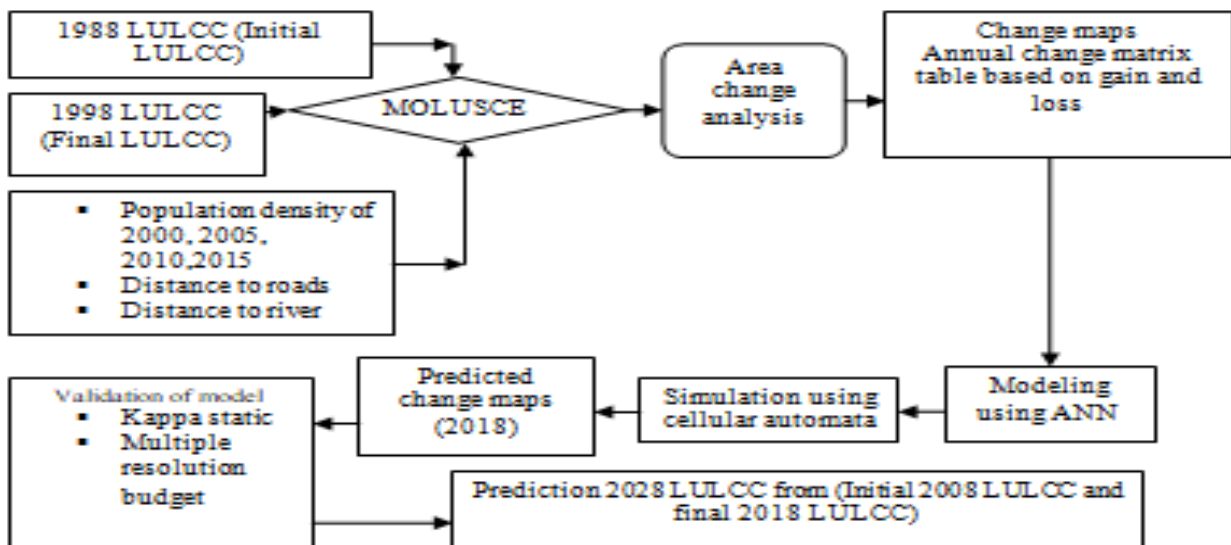 1988 LULCC (Initial
LULCC)
1998 LULCC
(Final LULCC)
▪ Population density of
2000, 2005,
2010,2015
▪ Distance to roads
▪ Distance to river
MOLUSCE
Area
change
analysis
Change maps
Annual change matrix
table based on gain and
loss
Modeling
using ANN
Simulation using
cellular automata
Predicted
change maps
(2018)
Validation of model
▪ Kappa static
▪ Multiple
resolution
budget
Prediction 2028 LULCC from (Initial 2008 LULCC and
final 2018 LULCC)